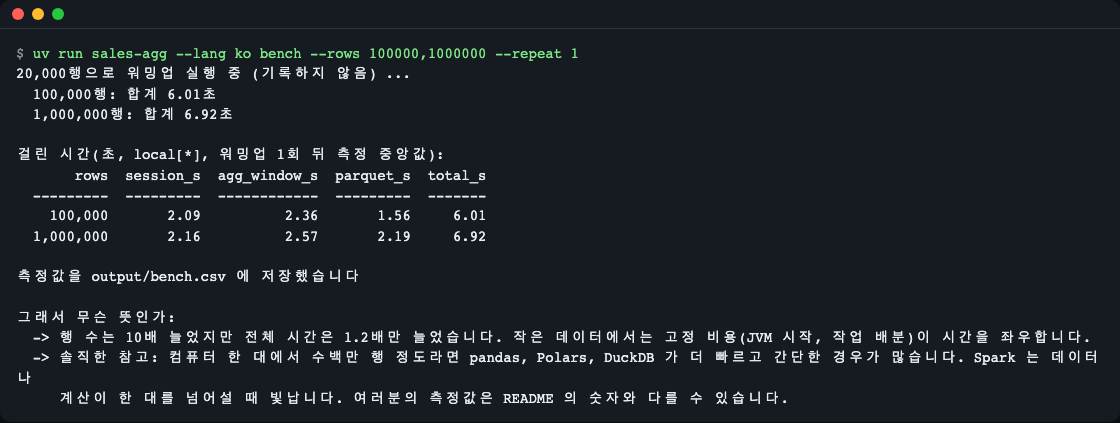 $ uv run sales-agg --lang ko bench --rows 100000,1000000 --repeat 1
20,000행으로 워밍업 실행 중 (기록하지 않음) ...
  100,000행: 합계 6.01초
  1,000,000행: 합계 6.92초
걸린 시간(초, local[*], 워밍업 1회 뒤 측정 중앙값):
       rows  session_s  agg_window_s  parquet_s  total_s
  ---------  ---------  ------------  ---------  -------
    100,000       2.09          2.36       1.56     6.01
  1,000,000       2.16          2.57       2.19     6.92
측정값을 output/bench.csv 에 저장했습니다
그래서 무슨 뜻인가:
  -> 행 수는 10배 늘었지만 전체 시간은 1.2배만 늘었습니다. 작은 데이터에서는 고정 비용(JVM 시작, 작업 배분)이 시간을 좌우합니다.
  -> 솔직한 참고: 컴퓨터 한 대에서 수백만 행 정도라면 pandas, Polars, DuckDB 가 더 빠르고 간단한 경우가 많습니다. Spark 는 데이터
나
     계산이 한 대를 넘어설 때 빛납니다. 여러분의 측정값은 README 의 숫자와 다를 수 있습니다.